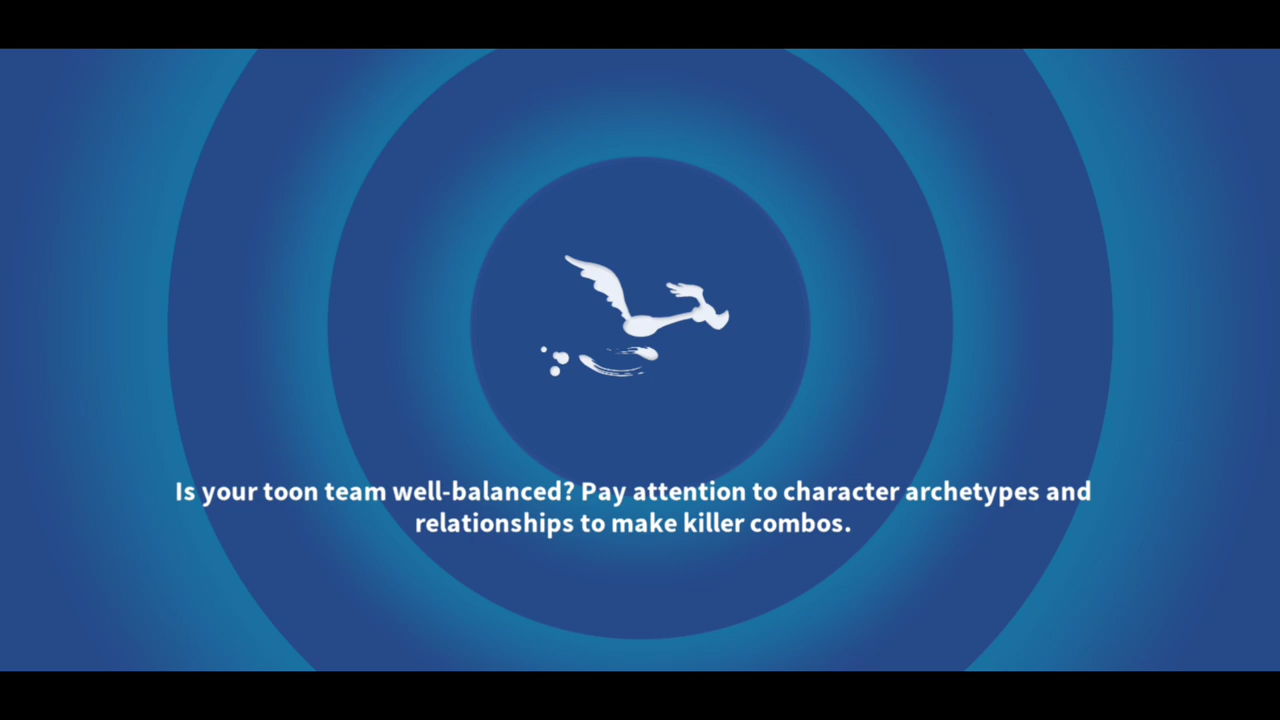 Is your toon team well-balanced? Pay attention to character archetypes and
relationships to make killer combos.